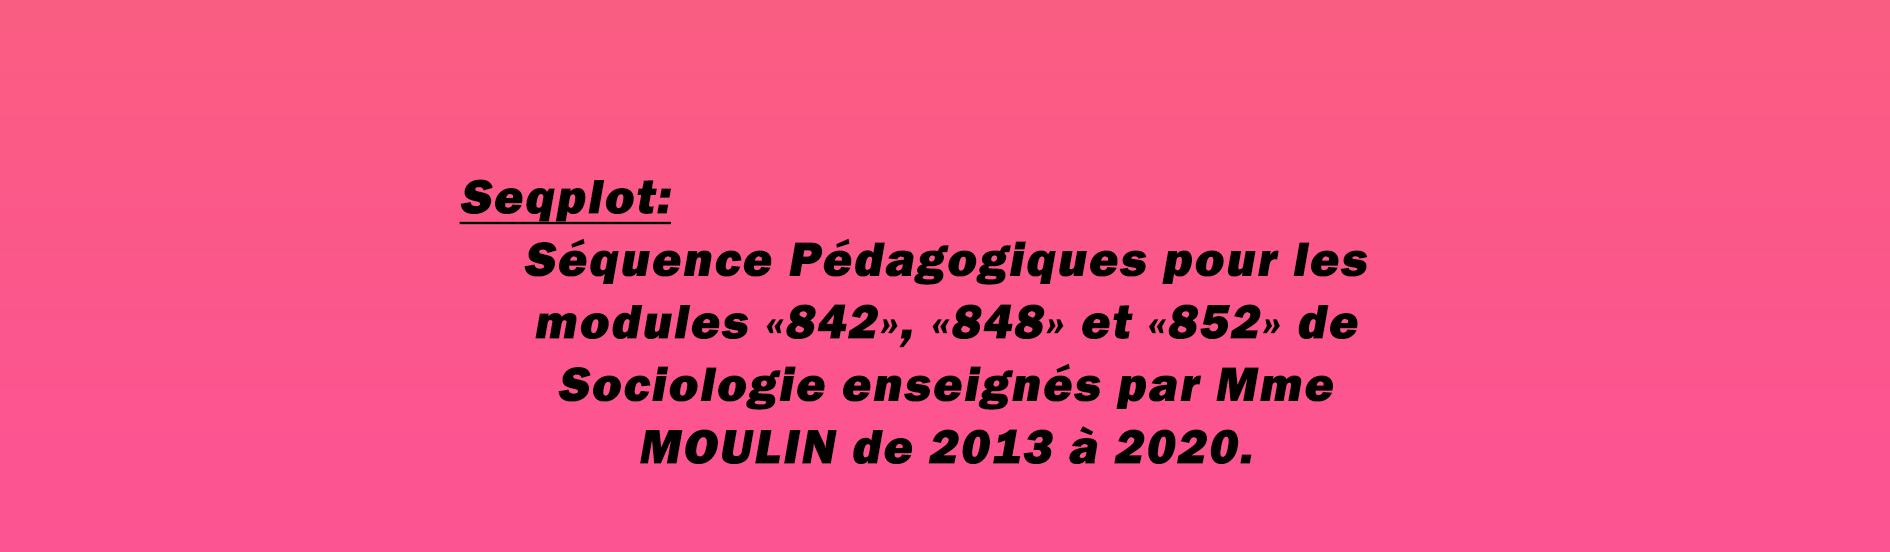 Seqplot:
Séquence Pédagogiques pour les
modules «842», «848» et «852» de
Sociologie enseignés par Mme
MOULIN de 2013 à 2020.